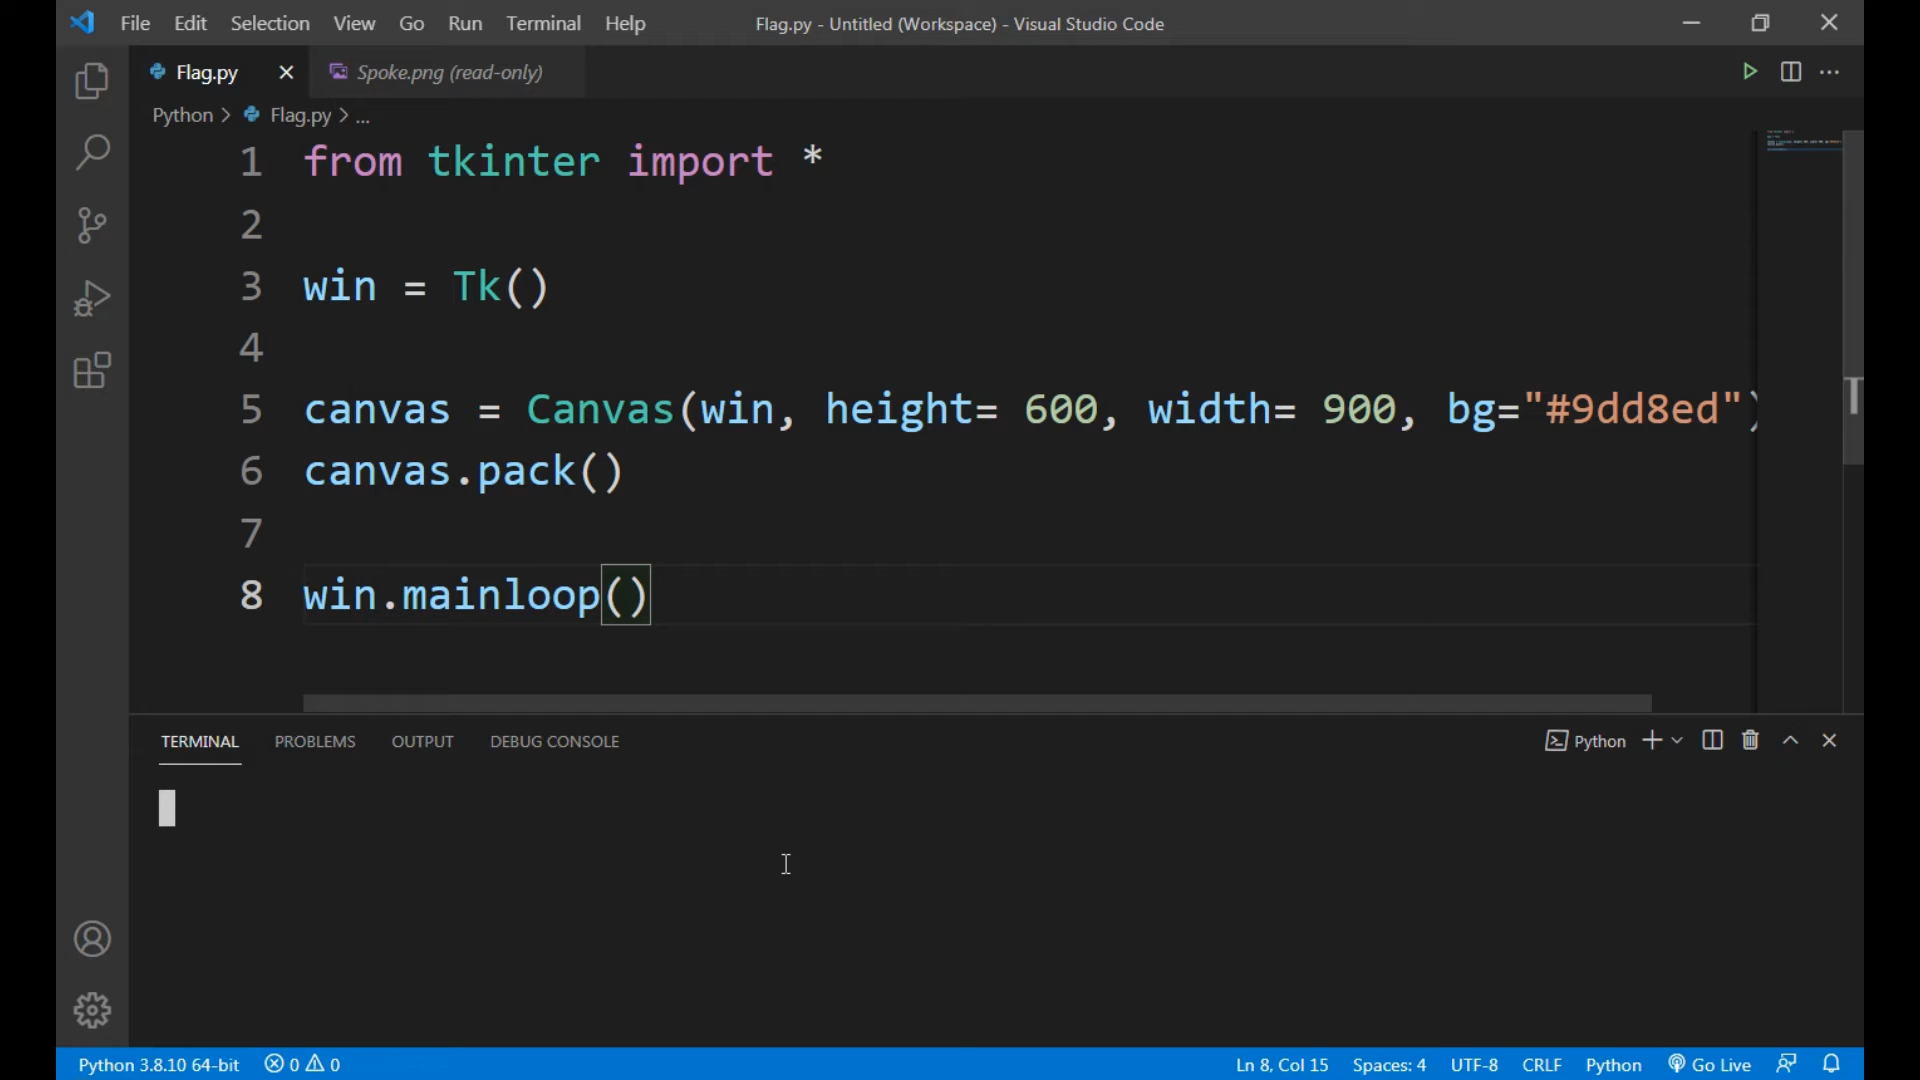 File Edit Selection View Go Run Terminal Help Flag.py - Untitled (Workspace) - Visual Studio Code
Flag.py Spoke.png (read-only)
Python > Flag.py > ...
1 from tkinter import *
2
3 win = Tk()
4
5 canvas = Canvas(win, height= 600, width= 900, bg="#9dd8ed")
6 canvas.pack()
7
8 win.mainloop()
TERMINAL PROBLEMS OUTPUT DEBUG CONSOLE Python
Python 3.8.10 64-bit 0 0 Ln 8, Col 15 Spaces: 4 UTF-8 CRLF Python Go Live